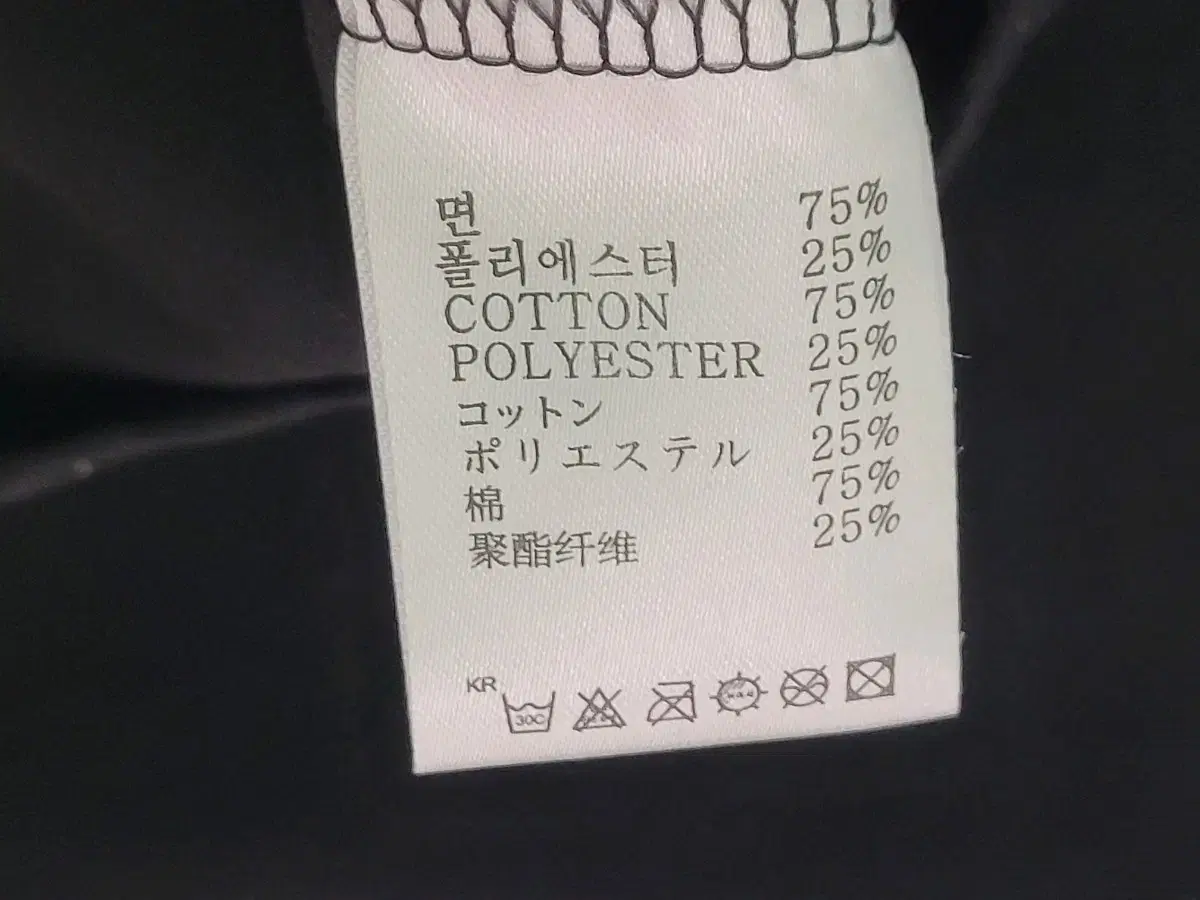 면 75%
폴리에스터 25%
COTTON 75%
POLYESTER 25%
コットン 75%
ポリエステル 25%
棉 75%
聚酯纤维 25%
KR
30C